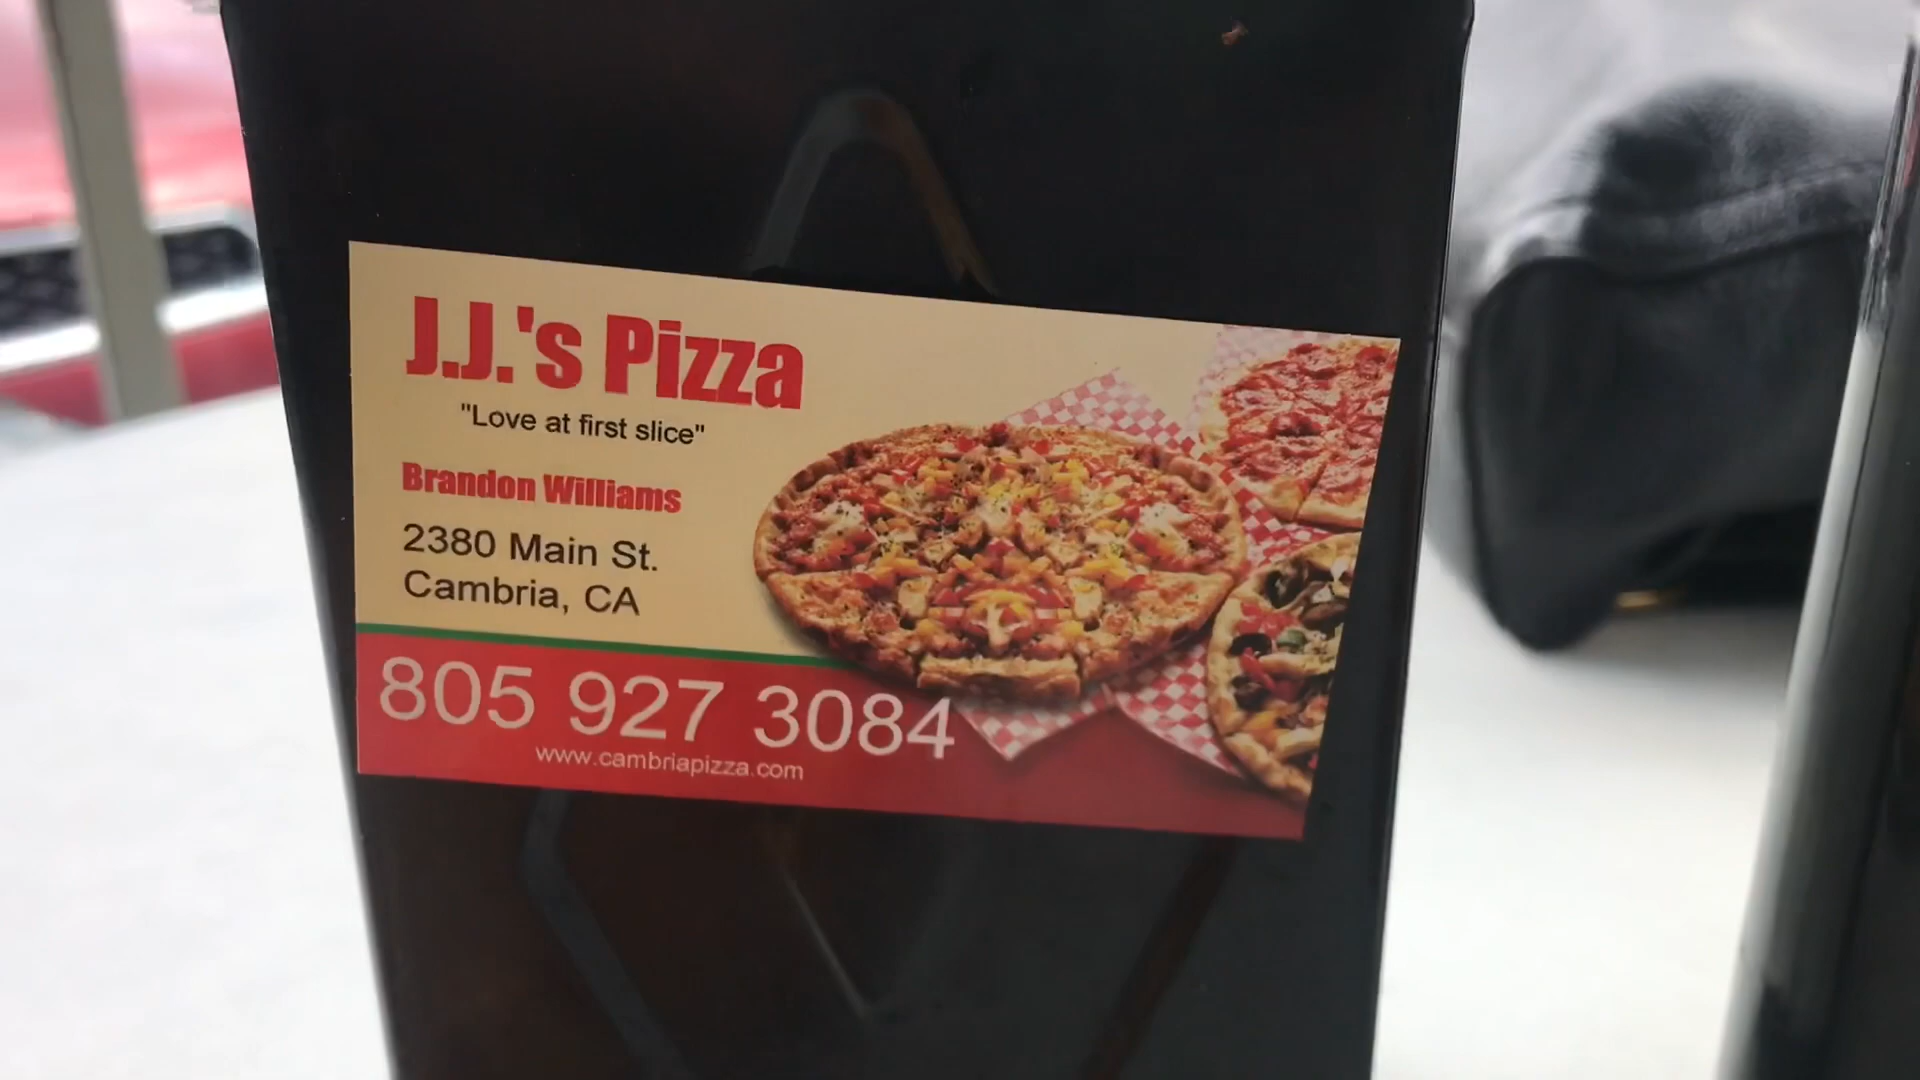 J.J.'s Pizza
"Love at first slice"
Brandon Williams
2380 Main St.
Cambria, CA
805 927 3084
www.cambriapizza.com